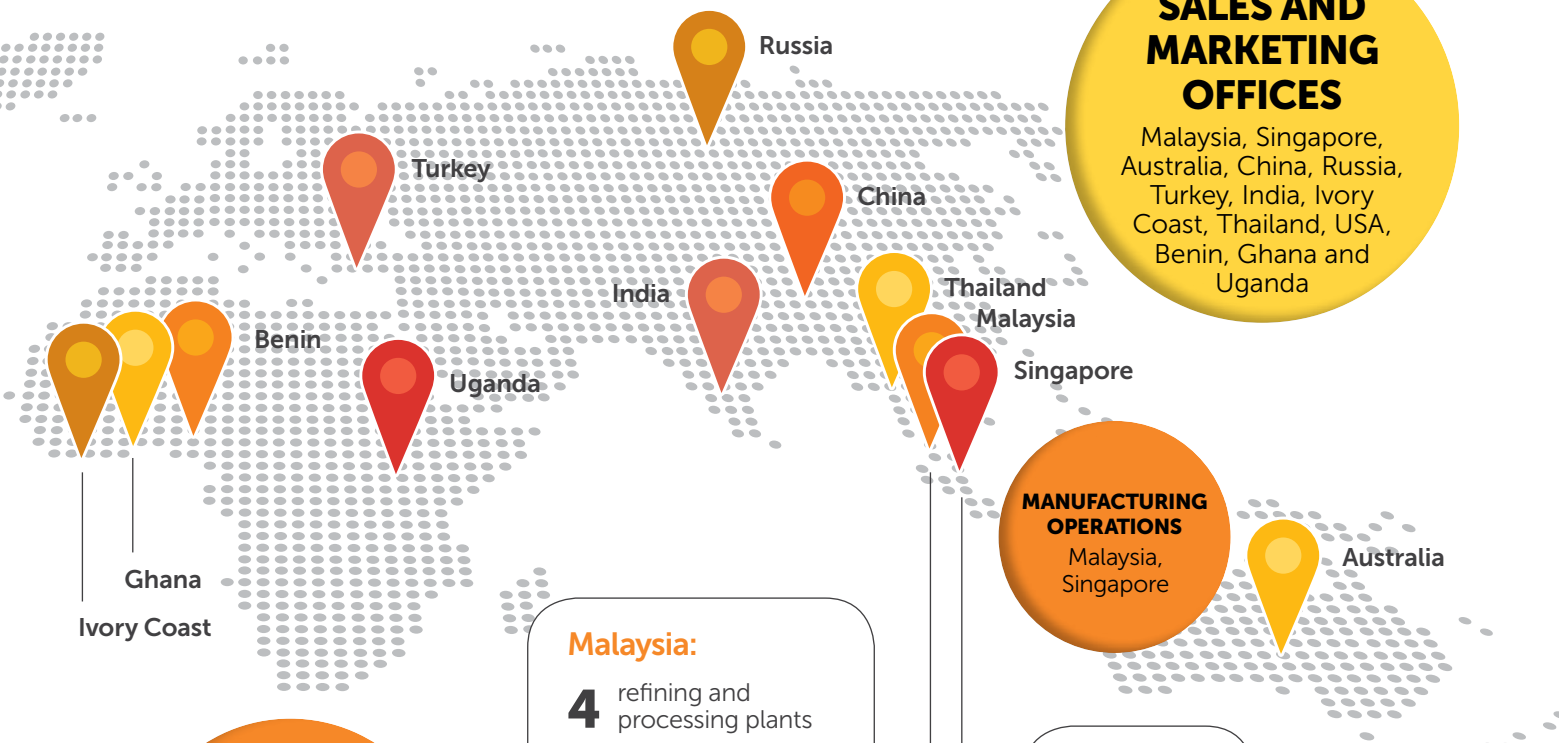 SALES AND
MARKETING
OFFICES
Malaysia, Singapore,
Australia, China, Russia,
Turkey, India, Ivory
Coast, Thailand, USA,
Benin, Ghana and
Uganda
Russia
Turkey
China
India
Thailand
Malaysia
Benin
Singapore
Uganda
MANUFACTURING
OPERATIONS
Malaysia,
Singapore
Australia
Ghana
Ivory Coast
Malaysia:
4 refining and
processing plants